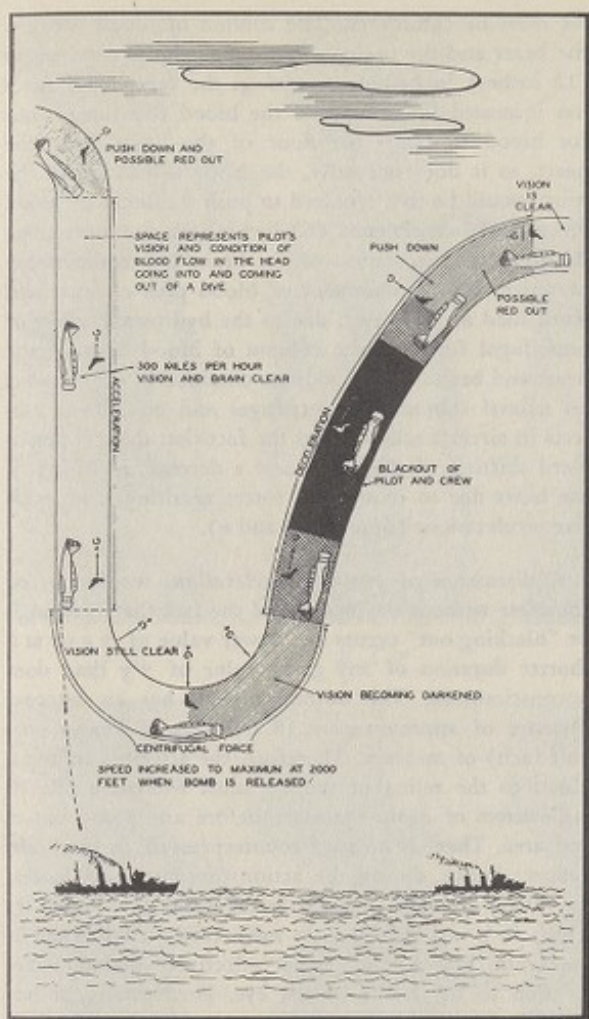 PUSH DOWN AND
POSSIBLE RED OUT
SPACE REPRESENTS PILOT'S
VISION AND CONDITION OF
BLOOD FLOW IN THE HEAD
GOING INTO AND COMING
OUT OF A DIVE
300 MILES PER HOUR
VISION AND BRAIN CLEAR
ACCELERATION
VISION STILL CLEAR
CENTRIFUGAL FORCE
SPEED INCREASED TO MAXIMUN AT 2000
FEET WHEN BOMB IS RELEASED!
VISION BECOMING DARKENED
DECELERATION
BLACKOUT OF
PILOT AND CREW
PUSH DOWN
POSSIBLE
RED OUT
VISION
IS
CLEAR